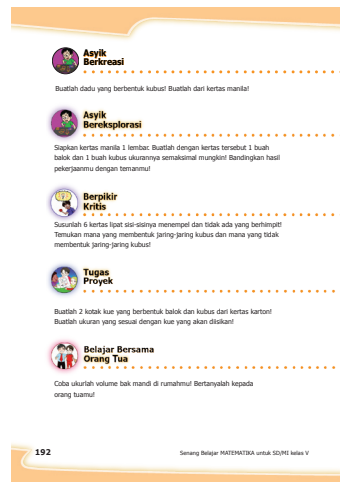 Asyik
Berkreasi
Buatlah dadu yang berbentuk kubus! Buatlah dari kertas manila!
Asyik
Bereksplorasi
Siapkan kertas manila 1 lembar. Buatlah dengan kertas tersebut 1 buah
balok dan 1 buah kubus ukurannya semaksimal mungkin! Bandingkan hasil
pekerjaanmu dengan temanmu!
Berpikir
Kritis
Susunlah 6 kertas lipat sisi-sisinya menempel dan tidak ada yang berhimpit!
Temukan mana yang membentuk jaring-jaring kubus dan mana yang tidak
membentuk jaring-jaring kubus!
Tugas
Proyek
Buatlah 2 kotak kue yang berbentuk balok dan kubus dari kertas karton!
Buatlah ukuran yang sesuai dengan kue yang akan diisikan!
Belajar Bersama
Orang Tua
Coba ukurlah volume bak mandi di rumahmu! Bertanyalah kepada
orang tuamu!
192
Senang Belajar MATEMATIKA untuk SD/MI kelas V